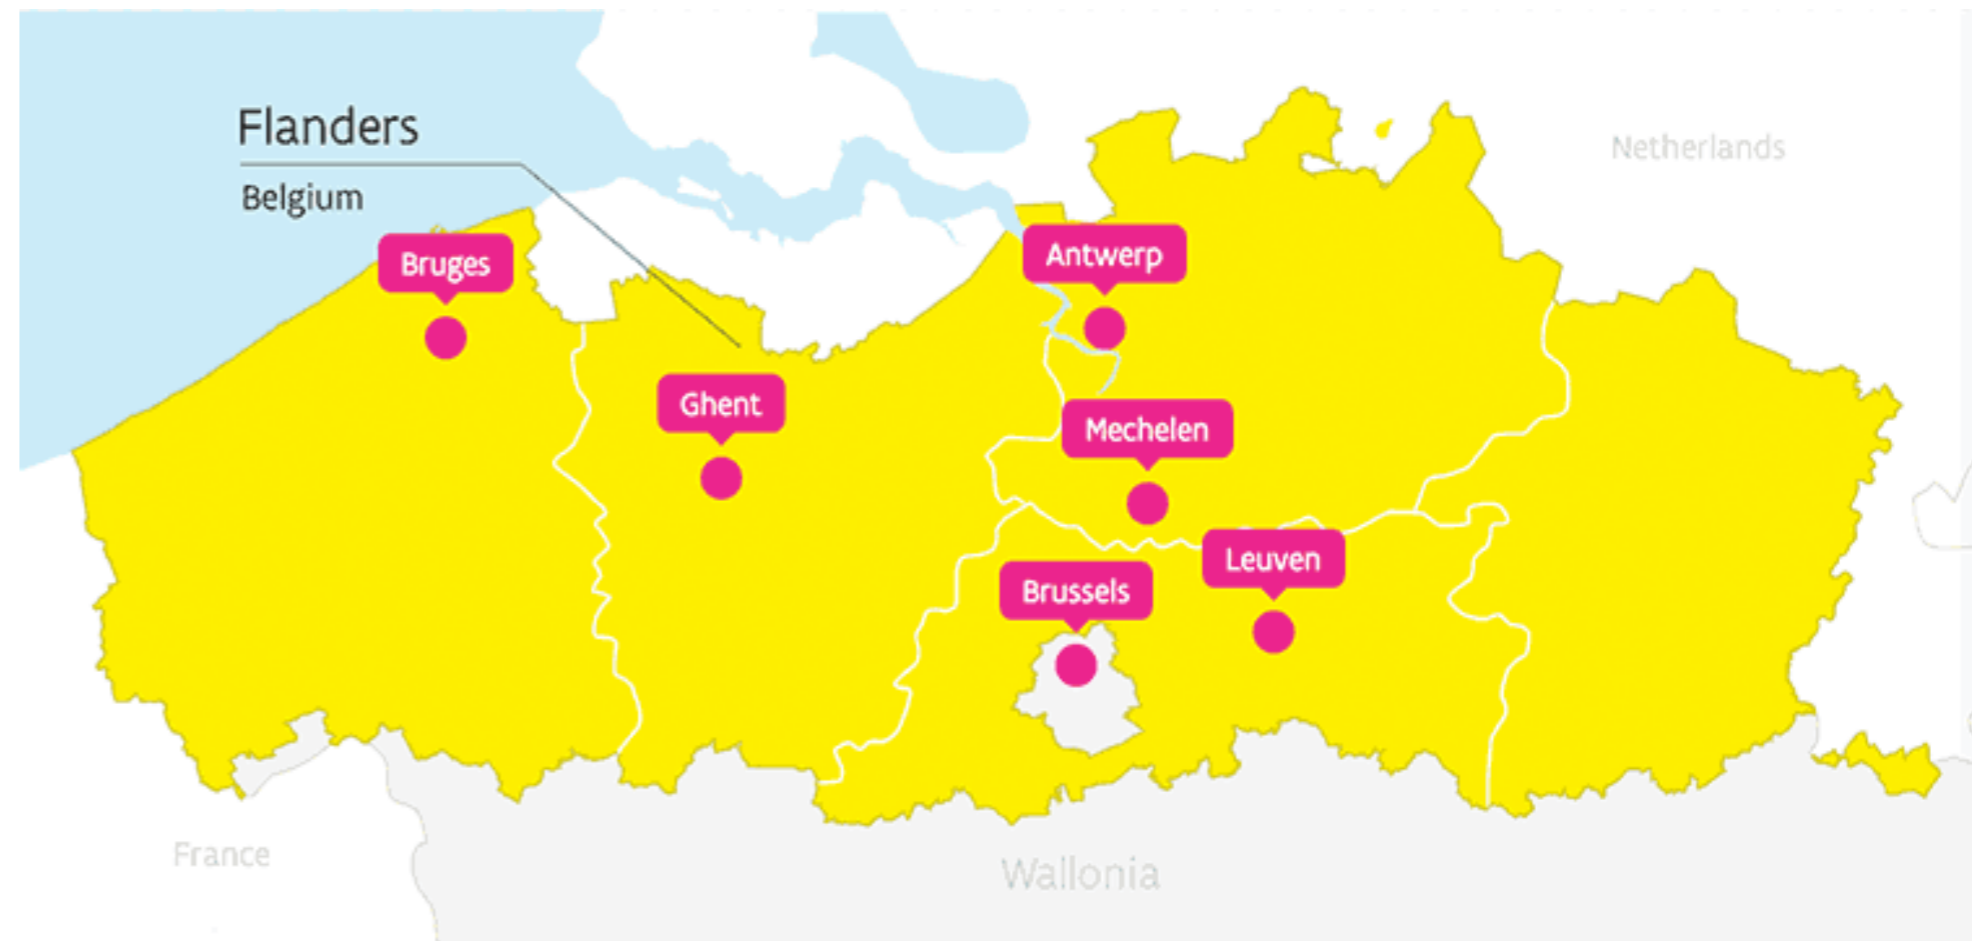 Flanders
Belgium
Netherlands
Bruges
Antwerp
Ghent
Mechelen
Leuven
Brussels
France
Wallonia